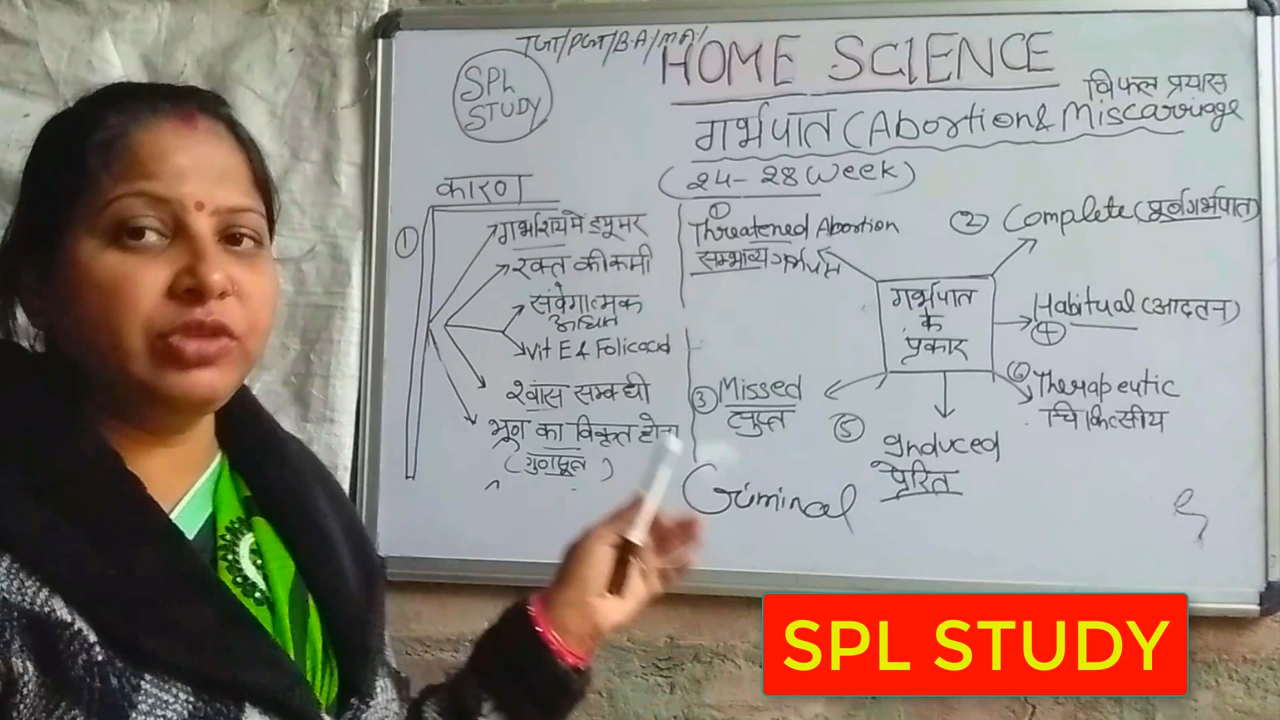 TGT/PGT/B.A/M.A/
SPL
STUDY
HOME SCIENCE
विफल प्रयास
गर्भपात (Abortion & Miscarriage
(24-28 Week)
कारण
①
गर्भाशय मे ट्यूमर
रक्त की कमी
संवेगात्मक
आघात
Vit E & Folic acid
श्वांस सम्बधी
भ्रूण का विकृत होना
(गुणसूत्र)
①
Threatened Abortion
सम्भाव्य गर्भपात
② Complete (पूर्ण गर्भपात)
गर्भपात
के
प्रकार
Habitual (आदतन)
④
③ Missed
लुप्त
⑤ Induced
प्रेरित
⑥ Therapeutic
चिकित्सीय
Criminal
SPL STUDY